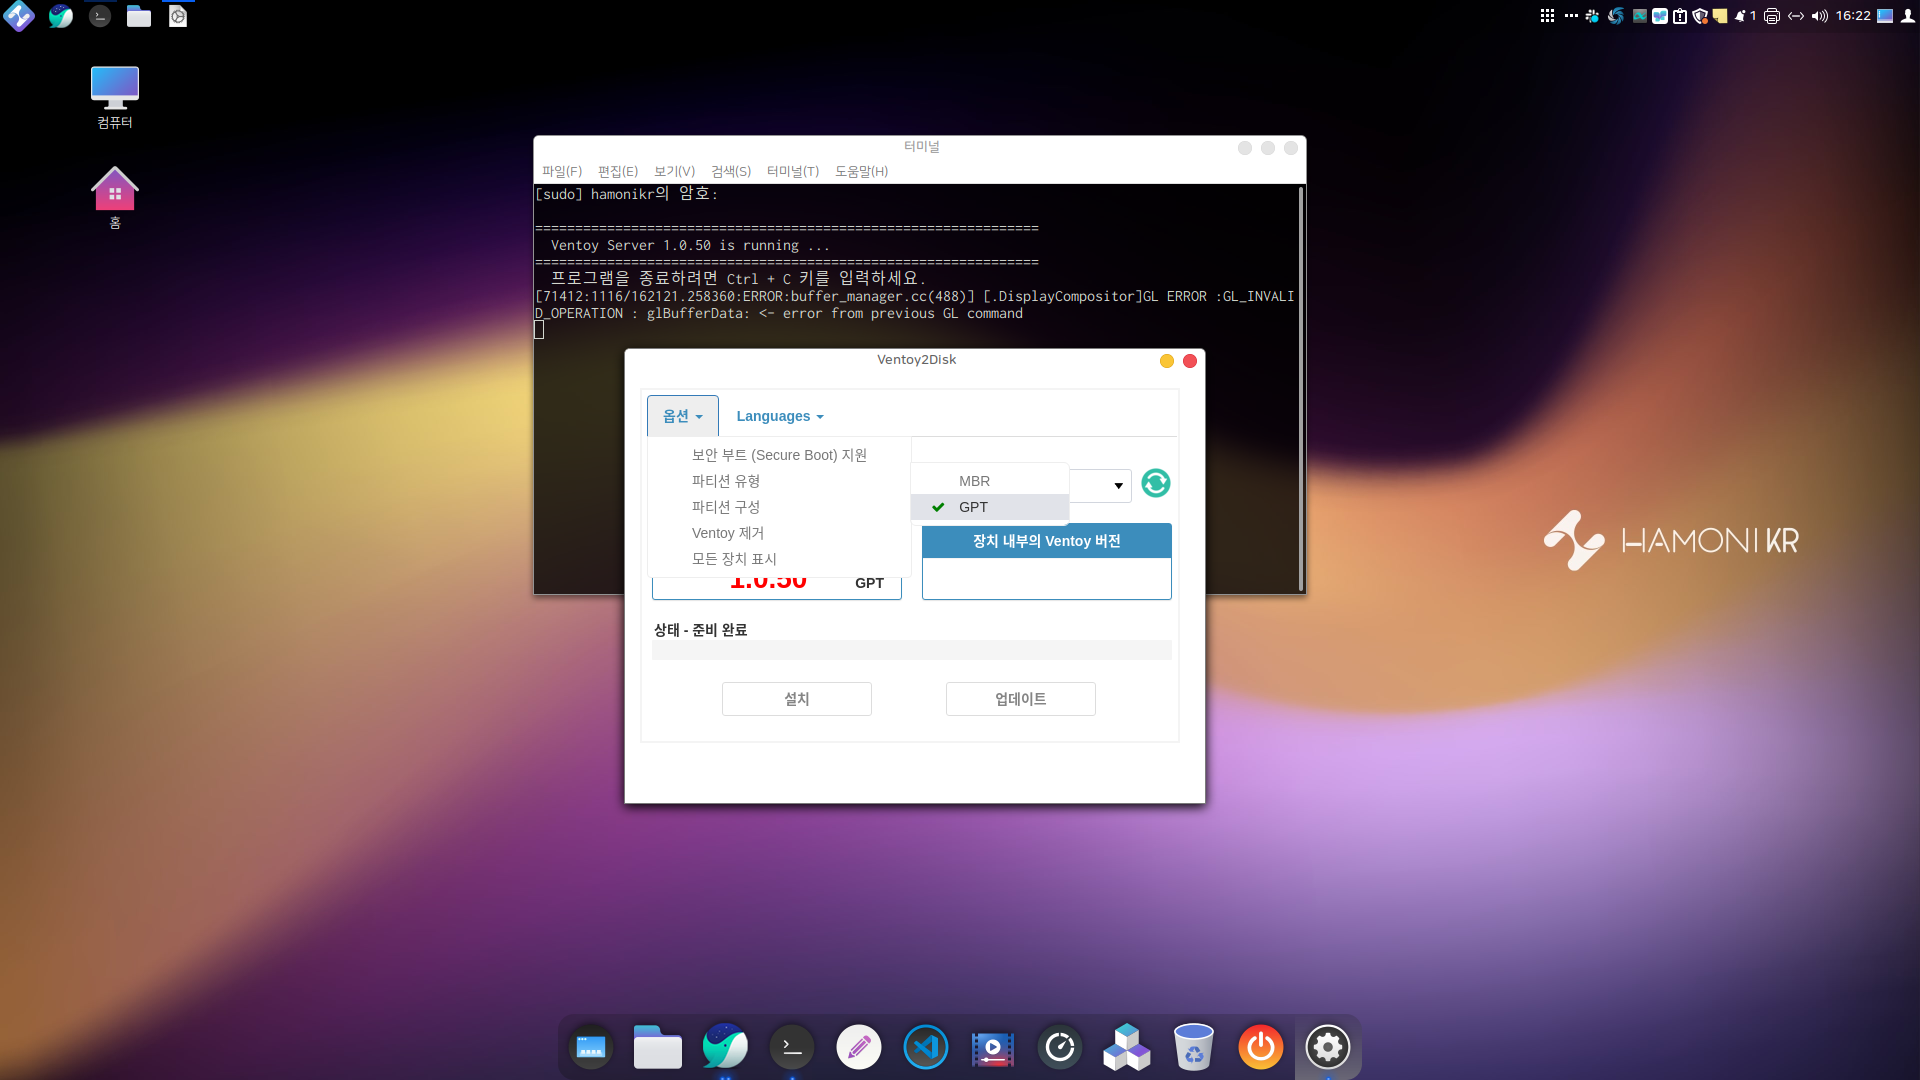 1
16:22
컴퓨터
홈
터미널
파일(F) 편집(E) 보기(V) 검색(S) 터미널(T) 도움말(H)
[sudo] hamonikr의 암호:
===============================================================
Ventoy Server 1.0.50 is running ...
===============================================================
프로그램을 종료하려면 Ctrl + C 키를 입력하세요.
[71412:1116/162121.258360:ERROR:buffer_manager.cc(488)] [.DisplayCompositor]GL ERROR :GL_INVALI
D_OPERATION : glBufferData: <- error from previous GL command
Ventoy2Disk
옵션 Languages
보안 부트 (Secure Boot) 지원
파티션 유형
파티션 구성
Ventoy 제거
모든 장치 표시
MBR
GPT
장치 내부의 Ventoy 버전
1.0.50 GPT
상태 - 준비 완료
설치 업데이트
HAMONIKR